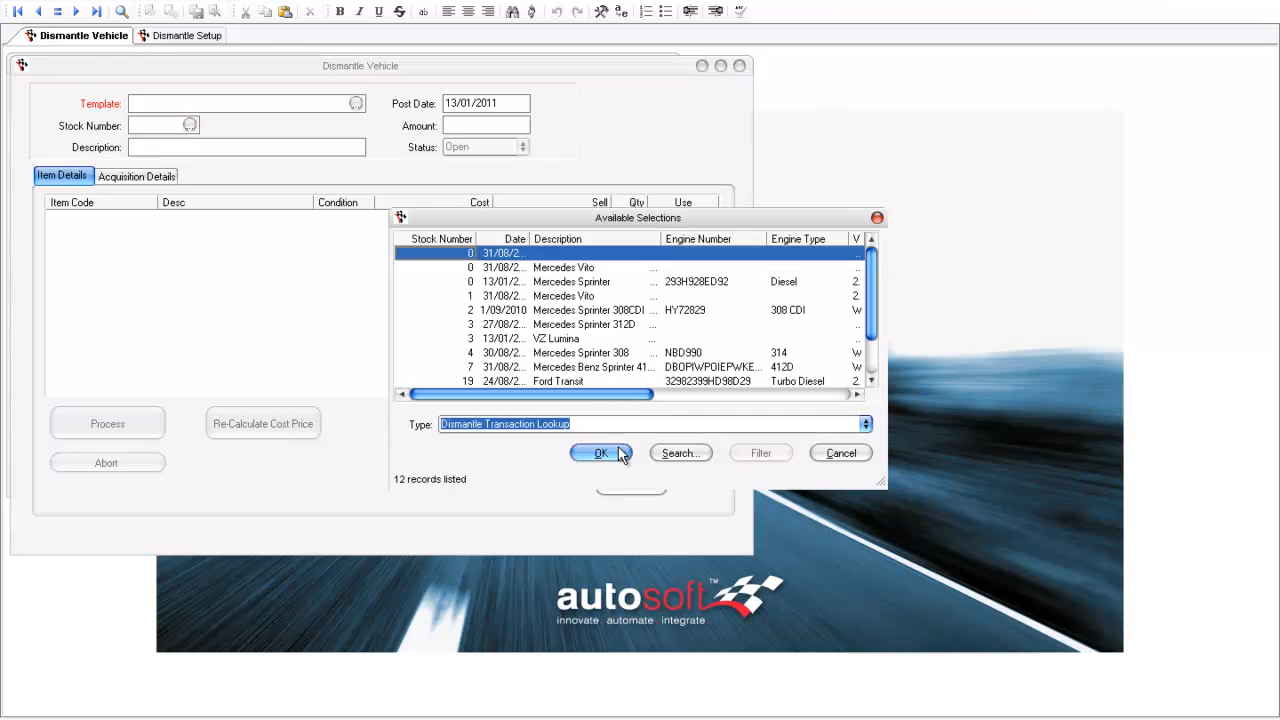 B I U S ab
Dismantle Vehicle Dismantle Setup
Dismantle Vehicle
Template: Post Date: 13/01/2011
Stock Number: Amount:
Description: Status: Open
Item Details Acquisition Details
Item Code Desc Condition Cost Sell Qty Use
Available Selections
Stock Number Date Description Engine Number Engine Type V
0 31/08/2... ..
0 31/08/2... Mercedes Vito ... ..
0 13/01/2... Mercedes Sprinter ... 293H928ED92 Diesel 2.
1 31/08/2... Mercedes Vito ... 2.
2 1/09/2010 Mercedes Sprinter 308CDI ... HY72829 308 CDI W
3 27/08/2... Mercedes Sprinter 312D ... ..
3 13/01/2... VZ Lumina ... ..
4 30/08/2... Mercedes Sprinter 308 ... NBD990 314 W
7 31/08/2... Mercedes Benz Sprinter 41... DBOPIWPOIEPWKE... 412D W
19 24/08/2... Ford Transit ... 32982399HD98D29 Turbo Diesel 2.
Type: Dismantle Transaction Lookup
OK Search... Filter Cancel
12 records listed
Process Re-Calculate Cost Price
Abort
autosoft™
innovate automate integrate